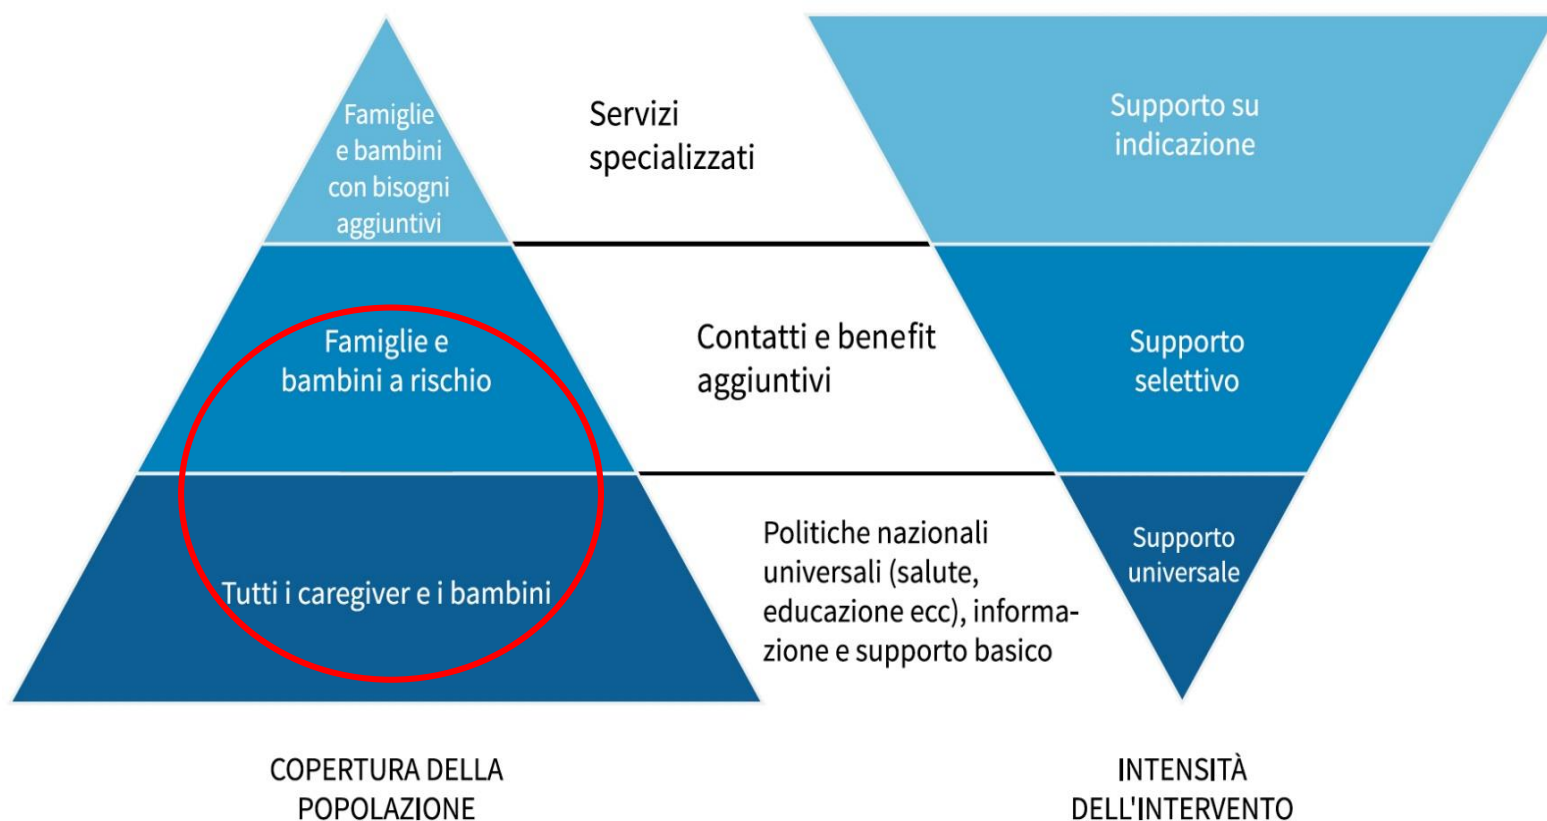 Famiglie
e bambini
con bisogni
aggiuntivi
Servizi
specializzati
Supporto su
indicazione
Famiglie e
bambini a rischio
Contatti e benefit
aggiuntivi
Supporto
selettivo
Tutti i caregiver e i bambini
Politiche nazionali
universali (salute,
educazione ecc), informa-
zione e supporto basico
Supporto
universale
COPERTURA DELLA
POPOLAZIONE
INTENSITÀ
DELL'INTERVENTO